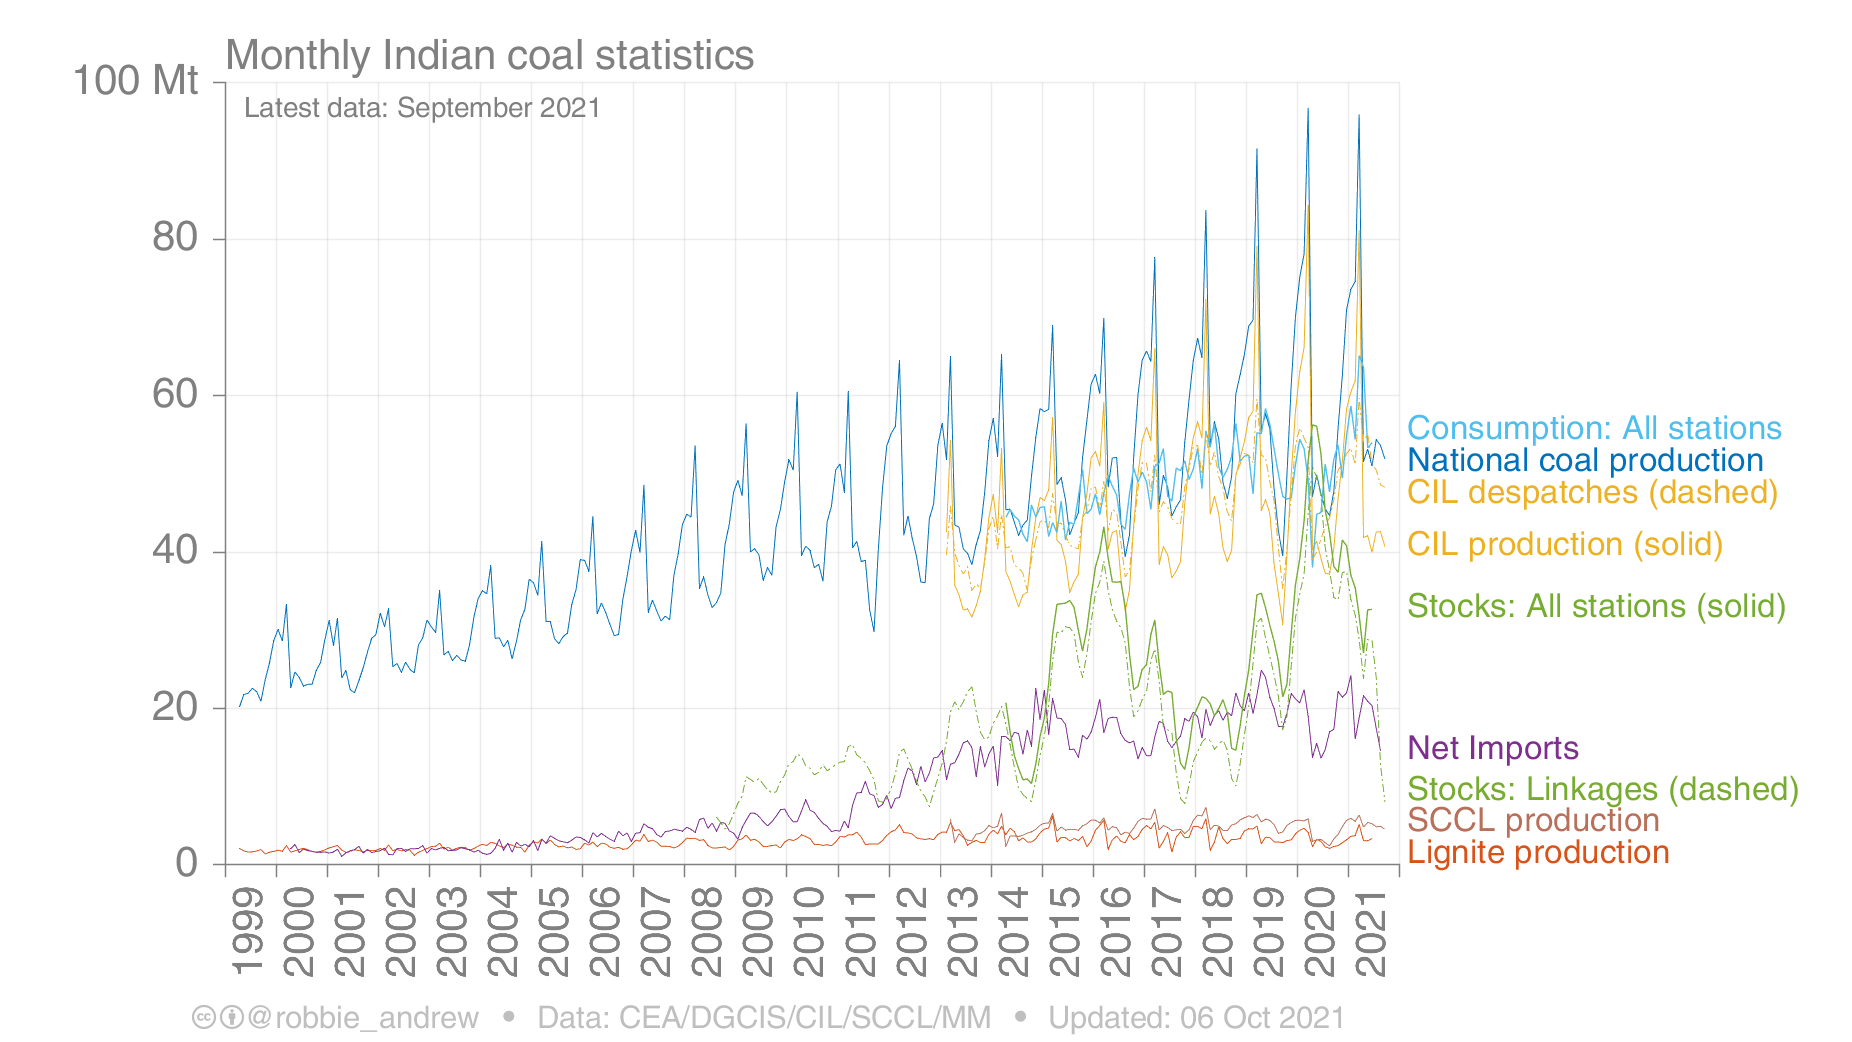 Monthly Indian coal statistics
100 Mt
Latest data: September 2021
80
60
40
20
0
Consumption: All stations
National coal production
CIL despatches (dashed)
CIL production (solid)
Stocks: All stations (solid)
Net Imports
Stocks: Linkages (dashed)
SCCL production
Lignite production
1999 2000 2001 2002 2003 2004 2005 2006 2007 2008 2009 2010 2011 2012 2013 2014 2015 2016 2017 2018 2019 2020 2021
cc @robbie_andrew • Data: CEA/DGCIS/CIL/SCCL/MM • Updated: 06 Oct 2021